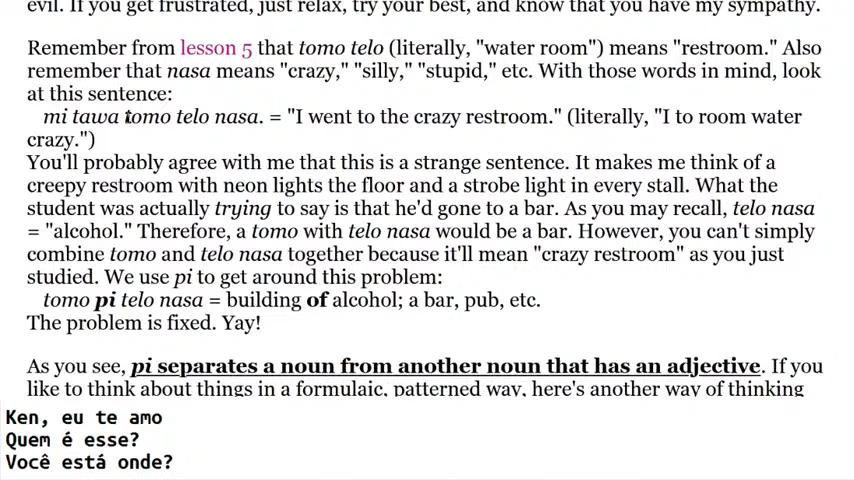 evil. If you get frustrated, just relax, try your best, and know that you have my sympathy.
Remember from lesson 5 that tomo telo (literally, "water room") means "restroom." Also
remember that nasa means "crazy," "silly," "stupid," etc. With those words in mind, look
at this sentence:
mi tawa tomo telo nasa. = "I went to the crazy restroom." (literally, "I to room water
crazy.")
You'll probably agree with me that this is a strange sentence. It makes me think of a
creepy restroom with neon lights the floor and a strobe light in every stall. What the
student was actually trying to say is that he'd gone to a bar. As you may recall, telo nasa
= "alcohol." Therefore, a tomo with telo nasa would be a bar. However, you can't simply
combine tomo and telo nasa together because it'll mean "crazy restroom" as you just
studied. We use pi to get around this problem:
tomo pi telo nasa = building of alcohol; a bar, pub, etc.
The problem is fixed. Yay!
As you see, pi separates a noun from another noun that has an adjective. If you
like to think about things in a formulaic, patterned way, here's another way of thinking
Ken, eu te amo
Quem é esse?
Você está onde?